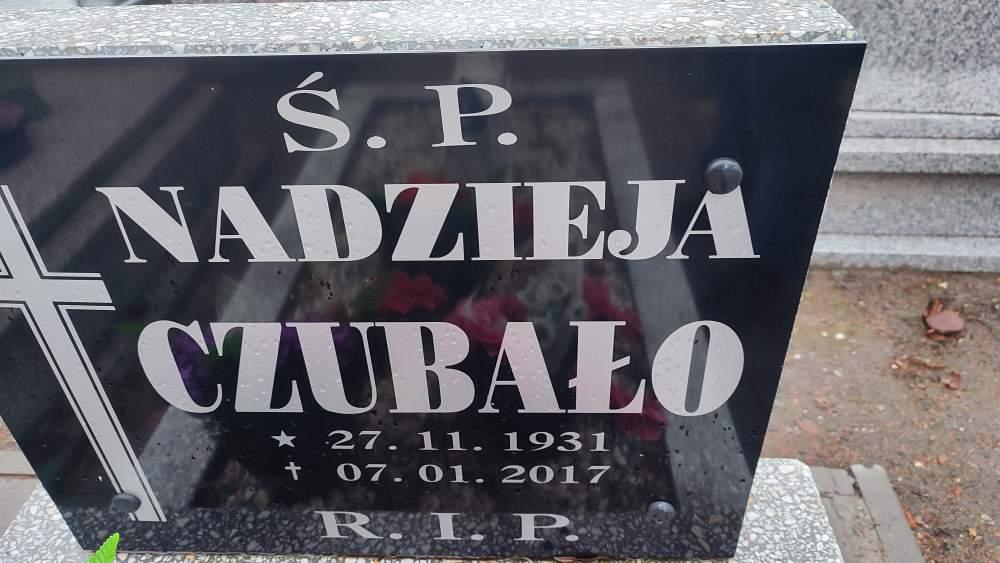 Ś. P.
NADZIEJA
CZUBAŁO
★ 27. 11. 1931
† 07. 01. 2017
R. I. P.